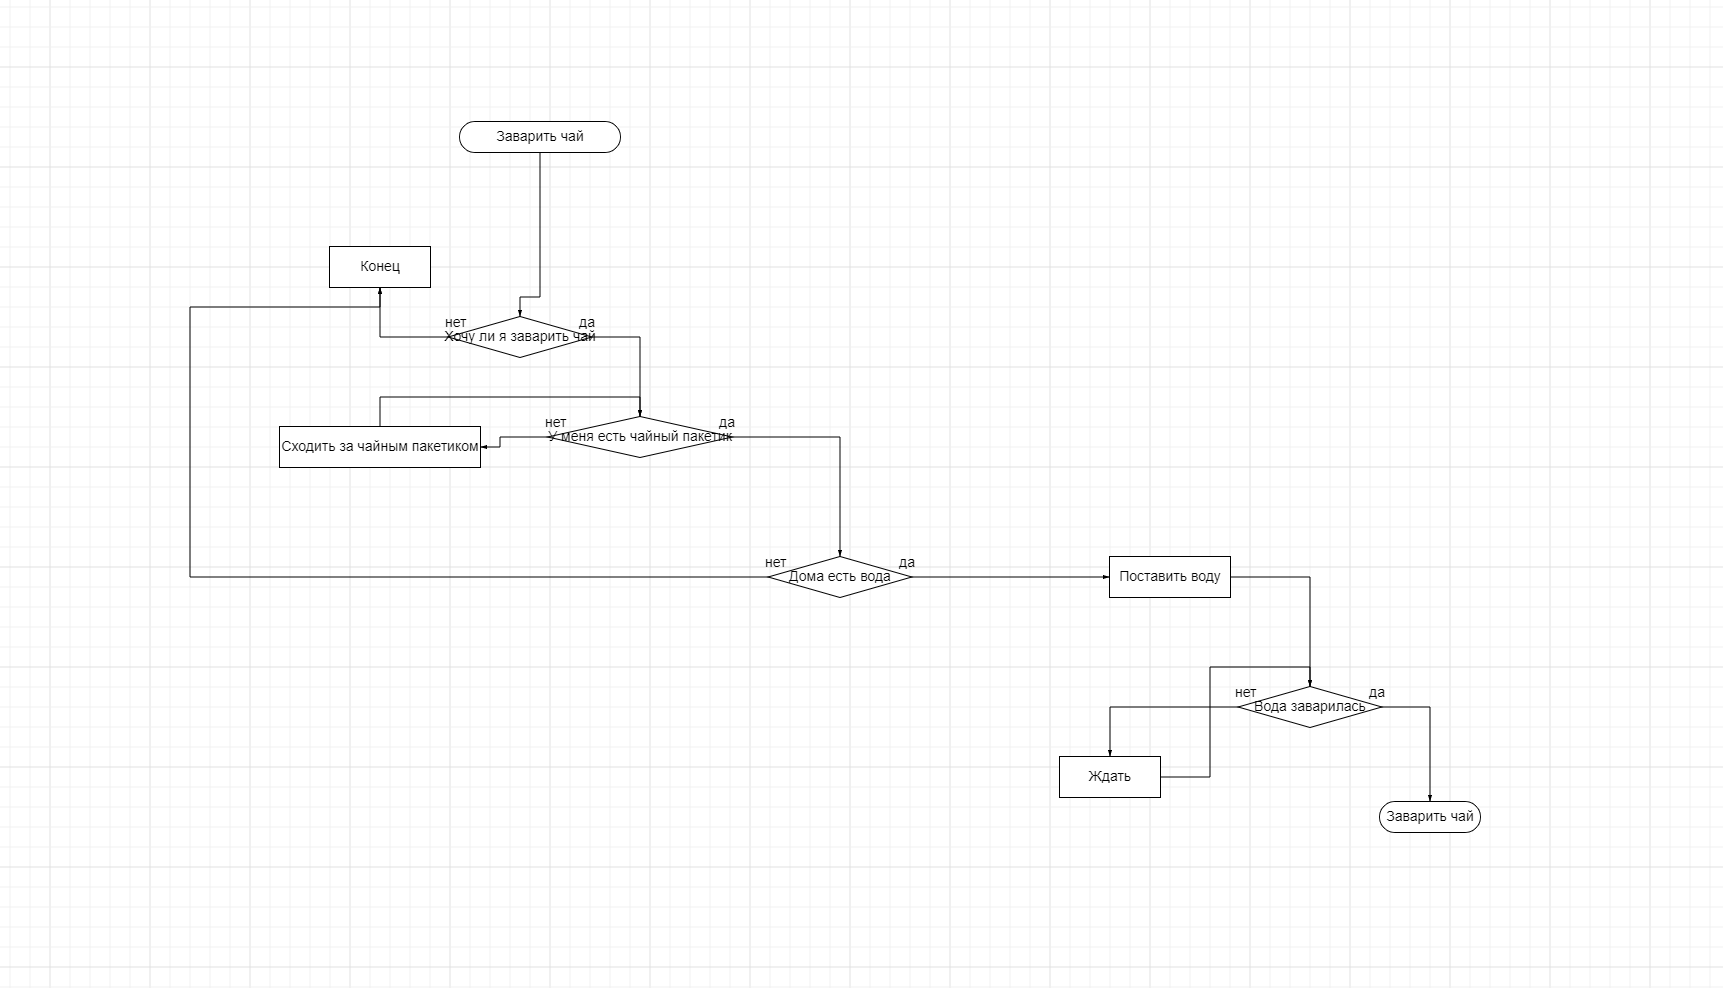 Заварить чай
Конец
нет
да
Хочу ли я заварить чай
нет
да
У меня есть чайный пакетик
Сходить за чайным пакетиком
нет
да
Дома есть вода
Поставить воду
нет
да
Вода заварилась
Ждать
Заварить чай